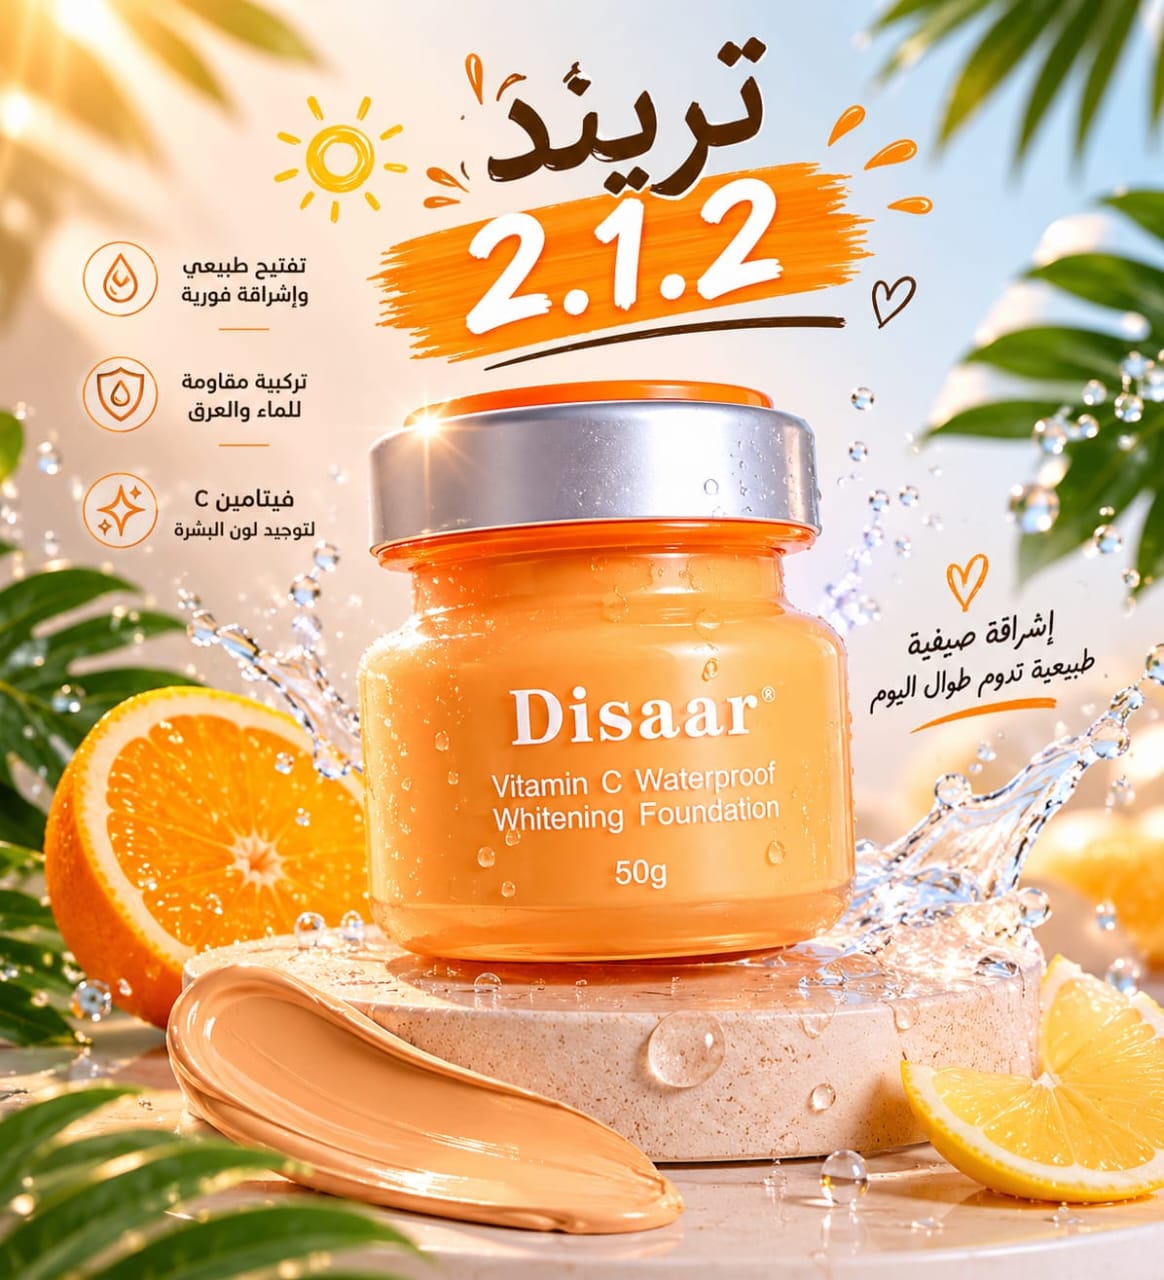 تريند
2.1.2
تفتيح طبيعي
وإشراقة فورية
تركيبة مقاومة
للماء والعرق
فيتامين C
لتوحيد لون البشرة
Disaar®
Vitamin C Waterproof
Whitening Foundation
50g
إشراقة صيفية
طبيعية تدوم طوال اليوم